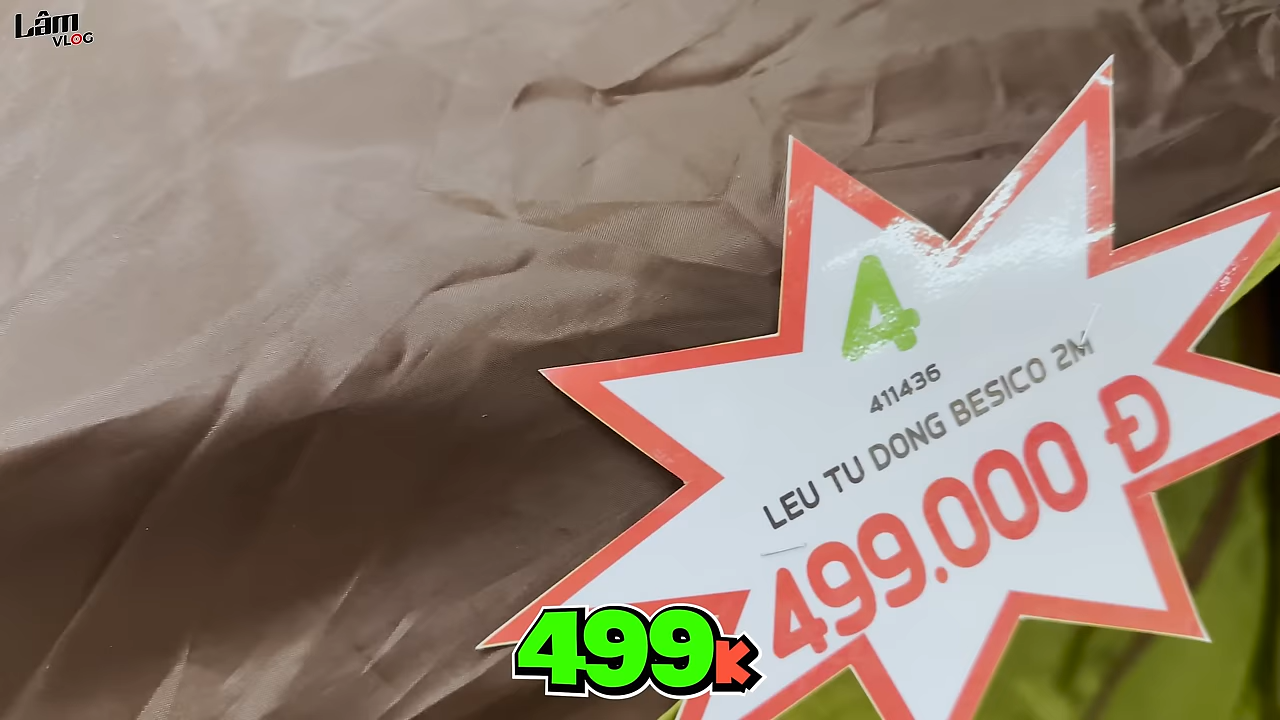 Lâm
VLOG
4
411436
LEU TU DONG BESICO 2M
499.000 Đ
499K